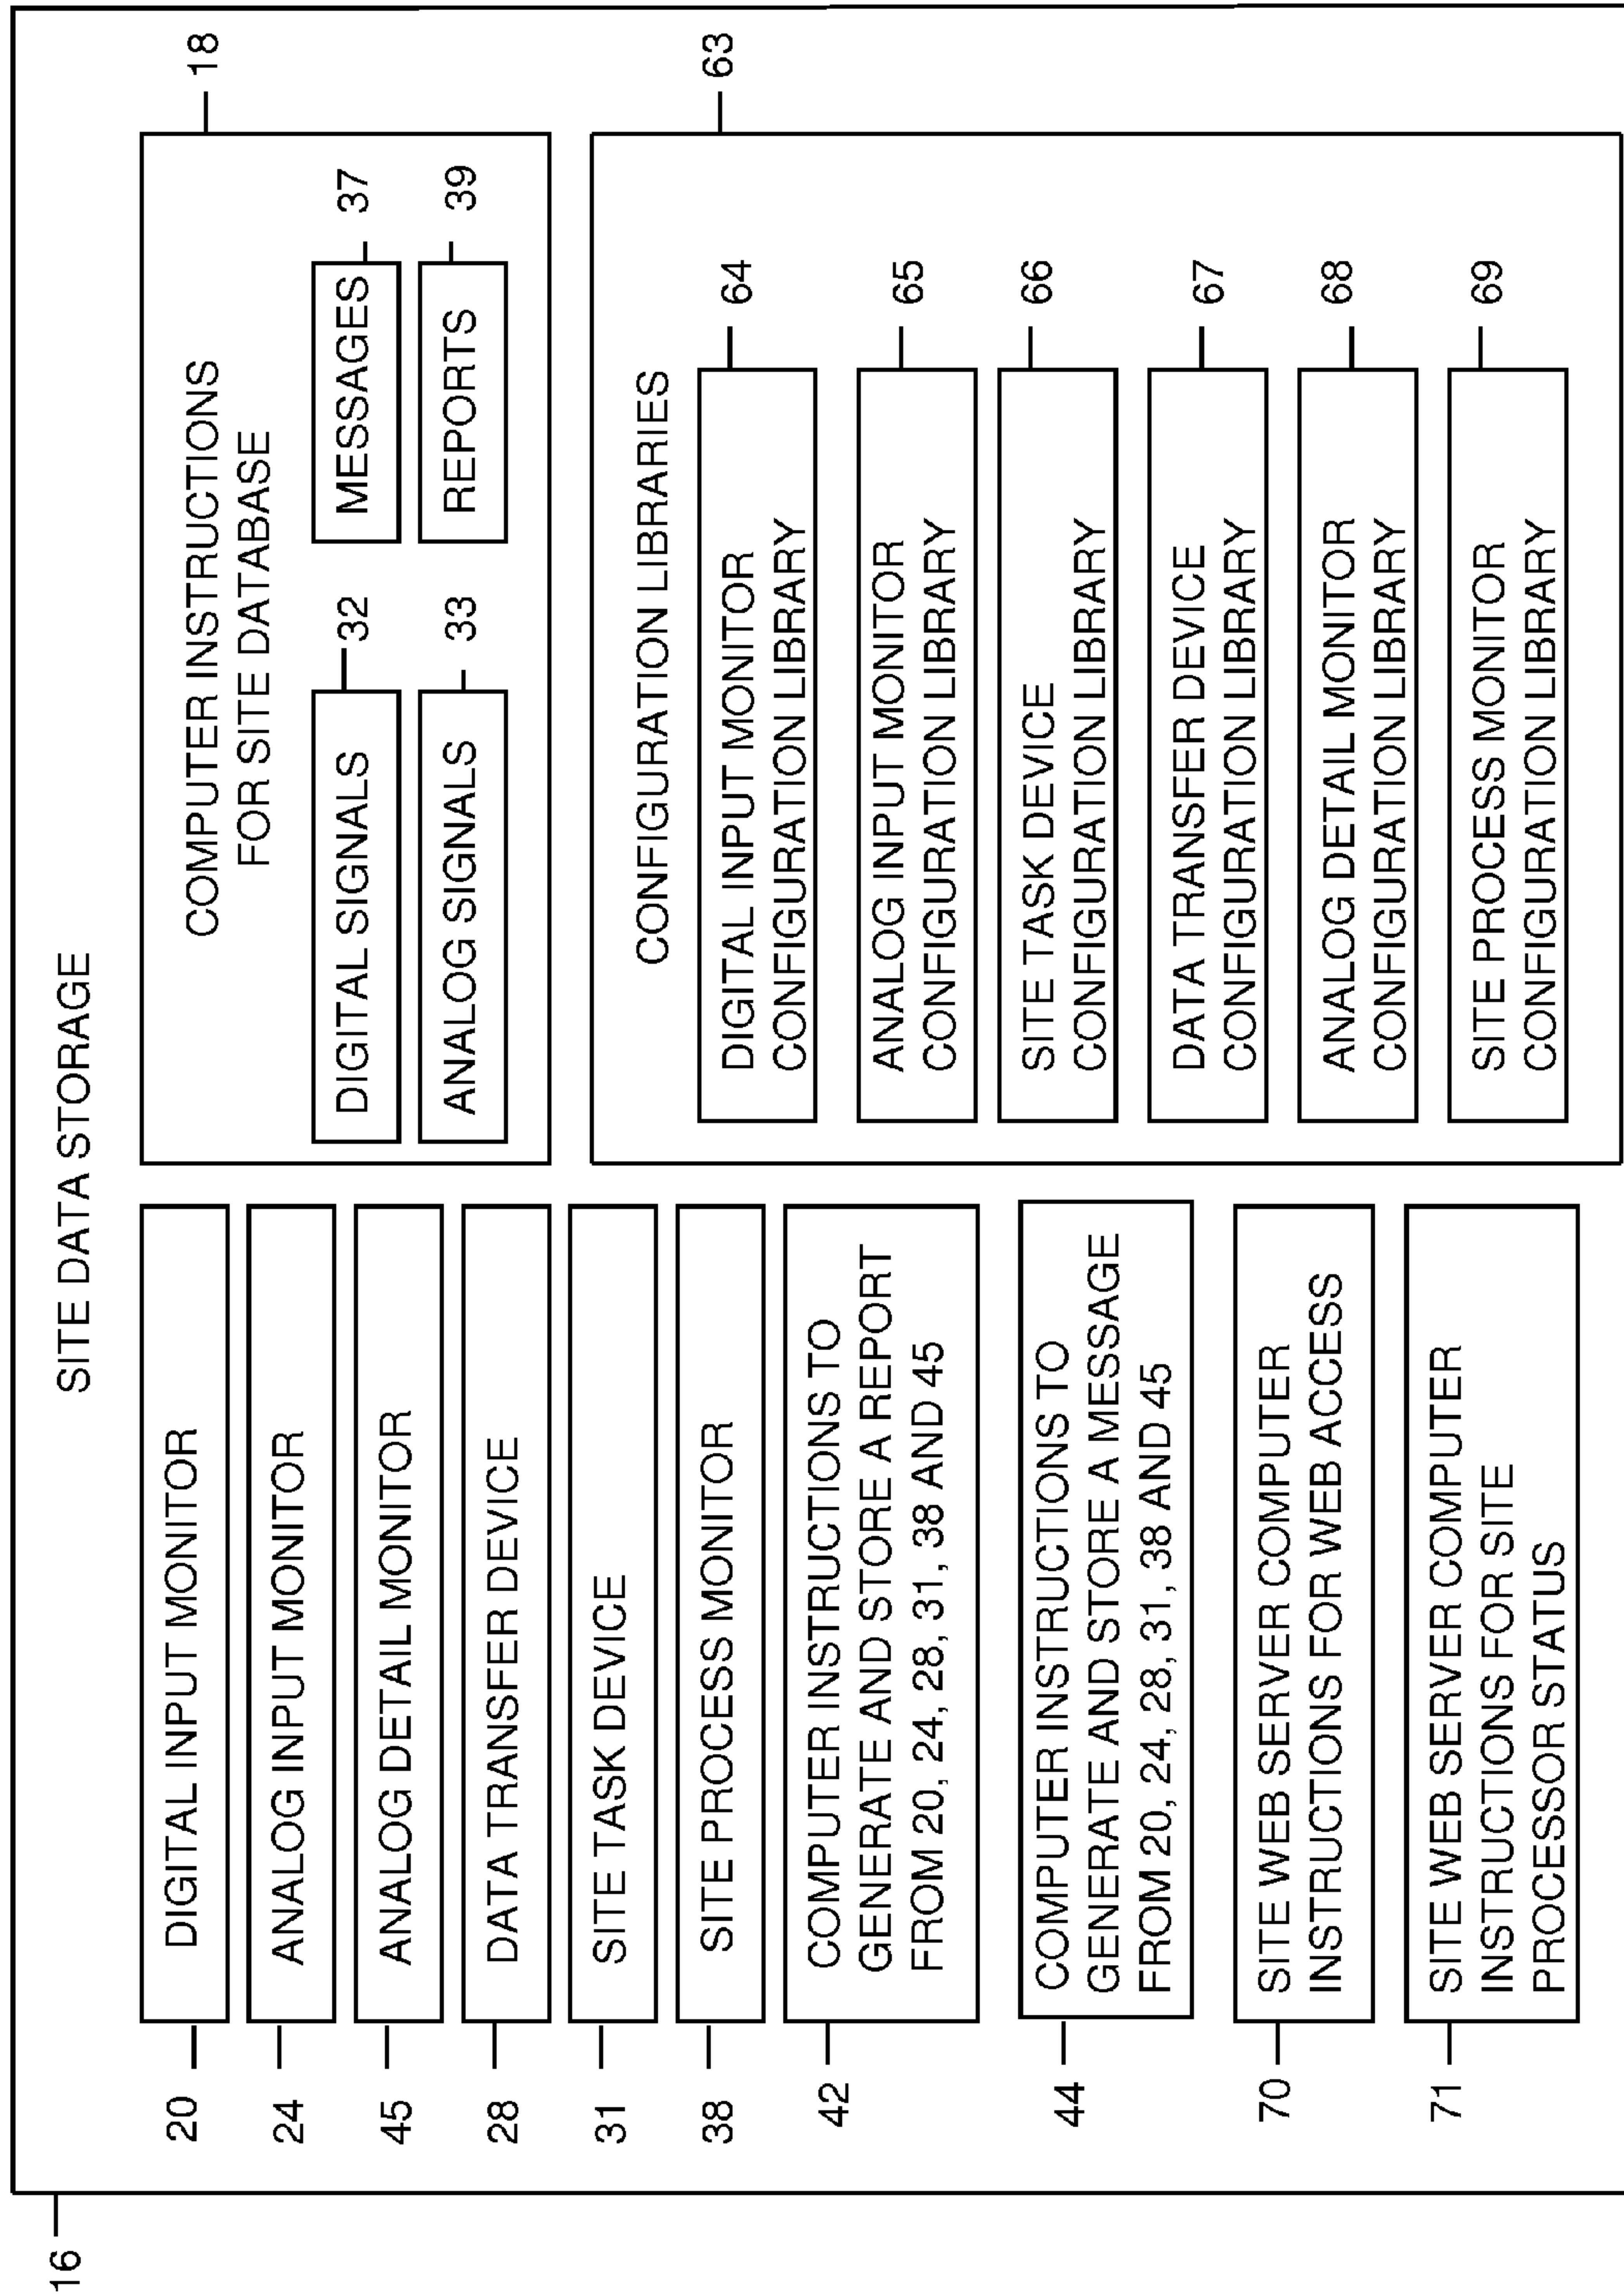 SITE DATA STORAGE
16
20
DIGITAL INPUT MONITOR
24
ANALOG INPUT MONITOR
45
ANALOG DETAIL MONITOR
28
DATA TRANSFER DEVICE
31
SITE TASK DEVICE
38
SITE PROCESS MONITOR
42
COMPUTER INSTRUCTIONS TO
GENERATE AND STORE A REPORT
FROM 20, 24, 28, 31, 38 AND 45
44
COMPUTER INSTRUCTIONS TO
GENERATE AND STORE A MESSAGE
FROM 20, 24, 28, 31, 38 AND 45
70
SITE WEB SERVER COMPUTER
INSTRUCTIONS FOR WEB ACCESS
71
SITE WEB SERVER COMPUTER
INSTRUCTIONS FOR SITE
PROCESSOR STATUS
COMPUTER INSTRUCTIONS
FOR SITE DATABASE
18
DIGITAL SIGNALS
32
MESSAGES
37
ANALOG SIGNALS
33
REPORTS
39
CONFIGURATION LIBRARIES
63
DIGITAL INPUT MONITOR
CONFIGURATION LIBRARY
64
ANALOG INPUT MONITOR
CONFIGURATION LIBRARY
65
SITE TASK DEVICE
CONFIGURATION LIBRARY
66
DATA TRANSFER DEVICE
CONFIGURATION LIBRARY
67
ANALOG DETAIL MONITOR
CONFIGURATION LIBRARY
68
SITE PROCESS MONITOR
CONFIGURATION LIBRARY
69